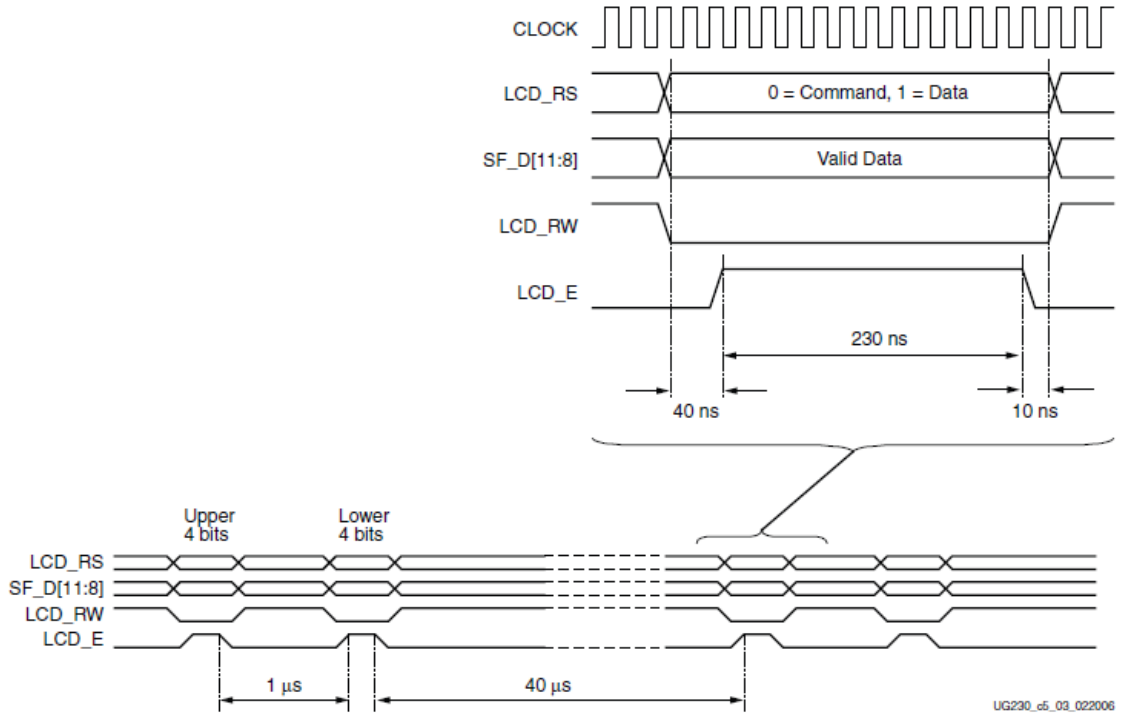 CLOCK
LCD_RS
0 = Command, 1 = Data
SF_D[11:8]
Valid Data
LCD_RW
LCD_E
230 ns
40 ns
10 ns
Upper
4 bits
Lower
4 bits
LCD_RS
SF_D[11:8]
LCD_RW
LCD_E
1 μs
40 μs
UG230_c5_03_022006